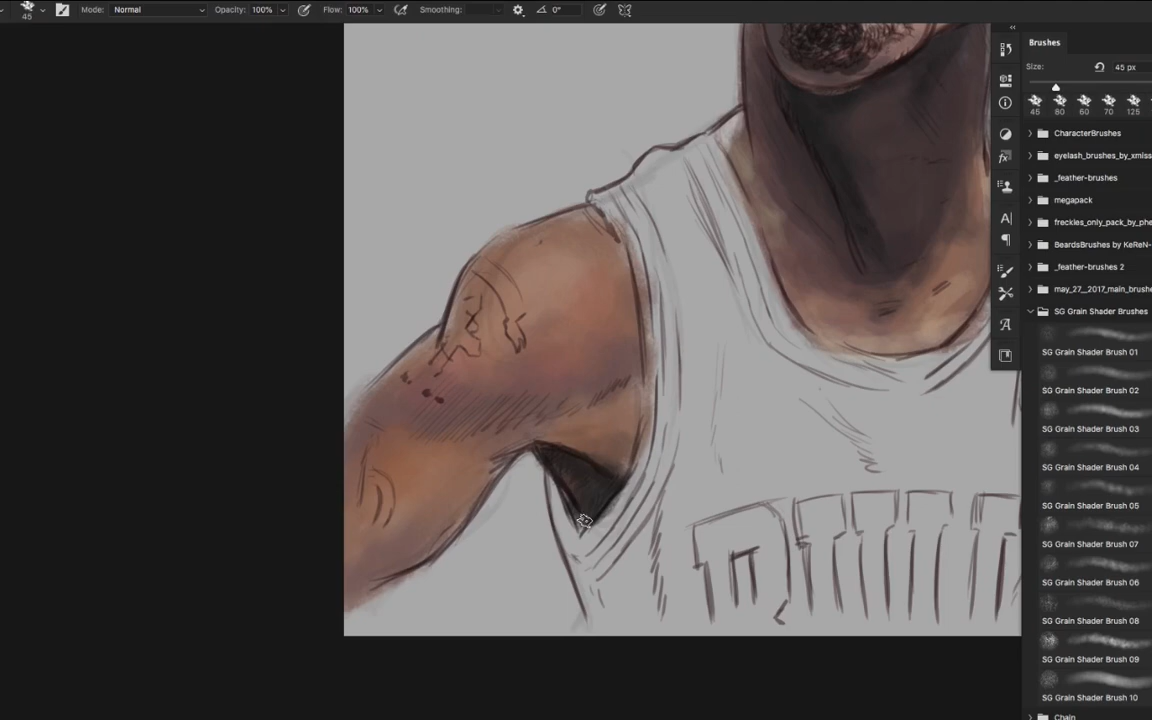 45
Mode:
Normal
Opacity:
100%
Flow:
100%
Smoothing:
0°
Brushes
Size:
45 px
45
80
60
70
125
CharacterBrushes
eyelash_brushes_by_xmiss
_feather-brushes
megapack
freckles_only_pack_by_phe
BeardsBrushes by KeReN-
_feather-brushes 2
may_27__2017_main_brushe
SG Grain Shader Brushes
SG Grain Shader Brush 01
SG Grain Shader Brush 02
SG Grain Shader Brush 03
SG Grain Shader Brush 04
SG Grain Shader Brush 05
SG Grain Shader Brush 07
SG Grain Shader Brush 06
SG Grain Shader Brush 08
SG Grain Shader Brush 09
SG Grain Shader Brush 10
Chain